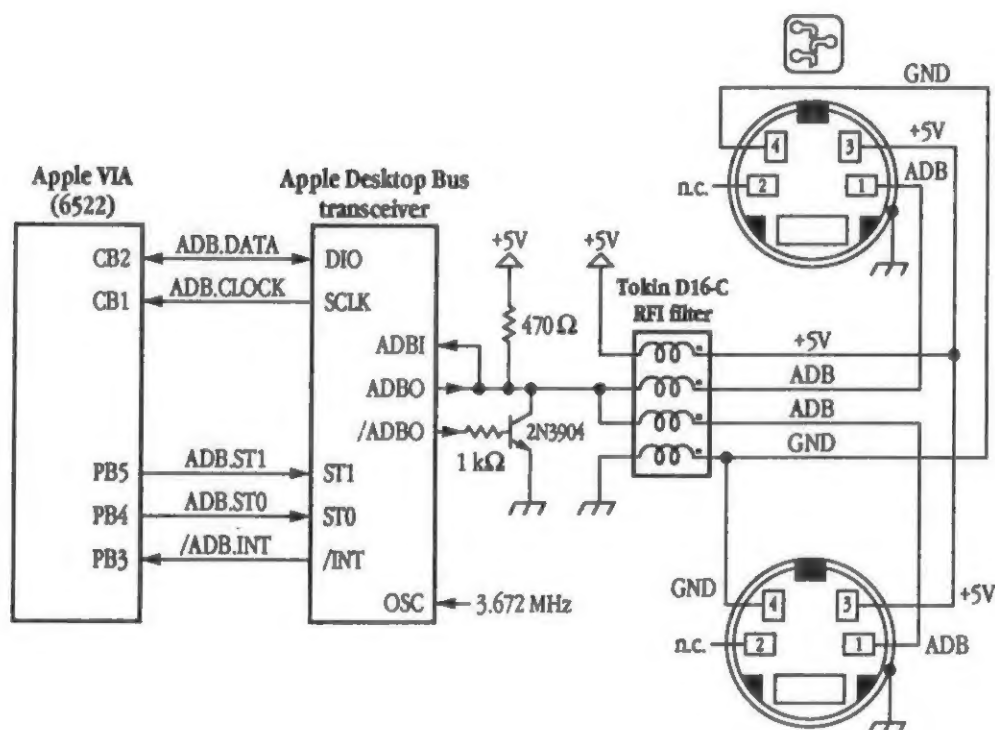 GND
+5V
ADB
4
3
2
1
n.c.
Apple VIA
(6522)
Apple Desktop Bus
transceiver
CB2
ADB.DATA
DIO
CB1
ADB.CLOCK
SCLK
ADBI
ADBO
/ADBO
+5V
470 Ω
2N3904
1 kΩ
+5V
Tokin D16-C
RFI filter
+5V
ADB
ADB
GND
PB5
ADB.ST1
ST1
PB4
ADB.ST0
ST0
PB3
/ADB.INT
/INT
OSC
3.672 MHz
GND
4
3
+5V
n.c.
2
1
ADB